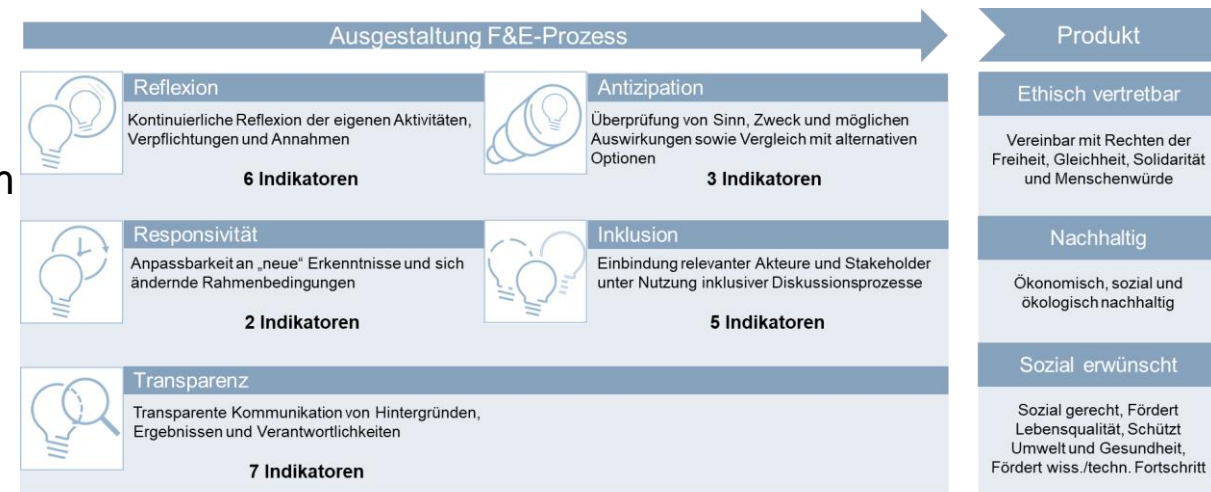 Ausgestaltung F&E-Prozess
Produkt
Reflexion
Kontinuierliche Reflexion der eigenen Aktivitäten,
Verpflichtungen und Annahmen
6 Indikatoren
Antizipation
Überprüfung von Sinn, Zweck und möglichen
Auswirkungen sowie Vergleich mit alternativen
Optionen
3 Indikatoren
Responsivität
Anpassbarkeit an „neue“ Erkenntnisse und sich
ändernde Rahmenbedingungen
2 Indikatoren
Inklusion
Einbindung relevanter Akteure und Stakeholder
unter Nutzung inklusiver Diskussionsprozesse
5 Indikatoren
Transparenz
Transparente Kommunikation von Hintergründen,
Ergebnissen und Verantwortlichkeiten
7 Indikatoren
Ethisch vertretbar
Vereinbar mit Rechten der
Freiheit, Gleichheit, Solidarität
und Menschenwürde
Nachhaltig
Ökonomisch, sozial und
ökologisch nachhaltig
Sozial erwünscht
Sozial gerecht, Fördert
Lebensqualität, Schützt
Umwelt und Gesundheit,
Fördert wiss./techn. Fortschritt